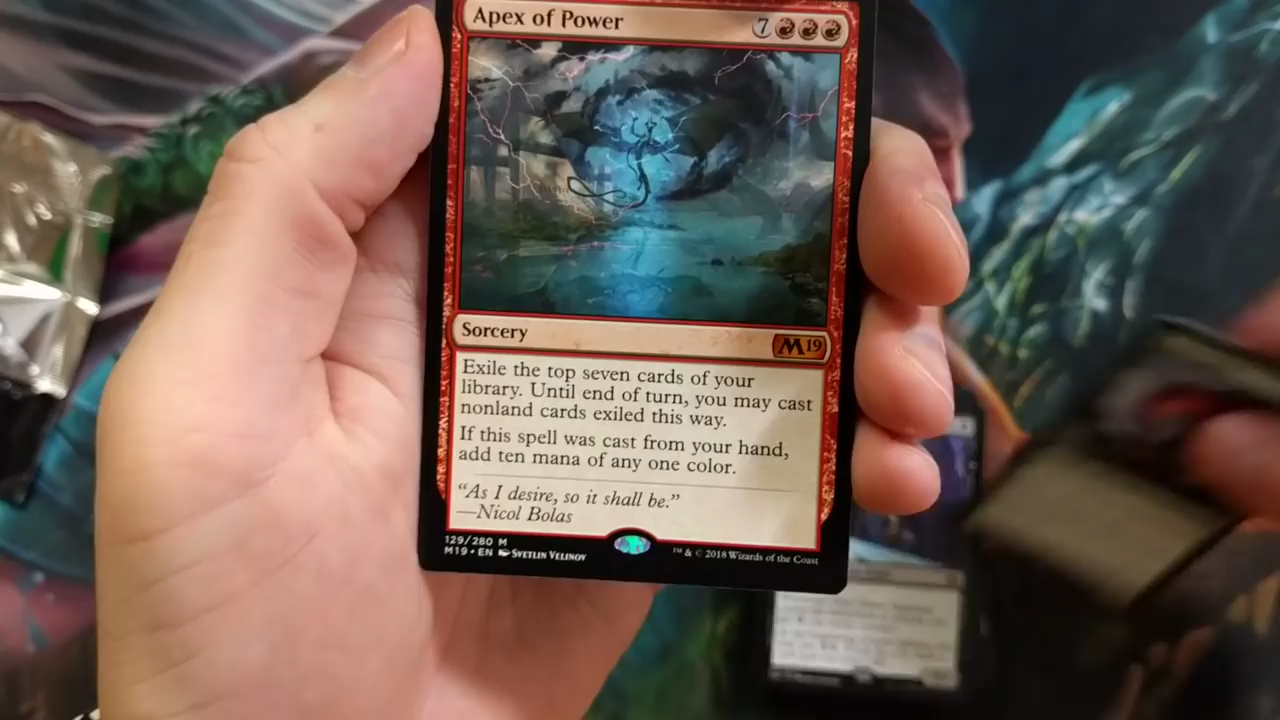 Apex of Power 7
Sorcery M19
Exile the top seven cards of your
library. Until end of turn, you may cast
nonland cards exiled this way.
If this spell was cast from your hand,
add ten mana of any one color.
"As I desire, so it shall be."
—Nicol Bolas
129/280 M
M19 • EN Svetlin Velinov ™ & © 2018 Wizards of the Coast